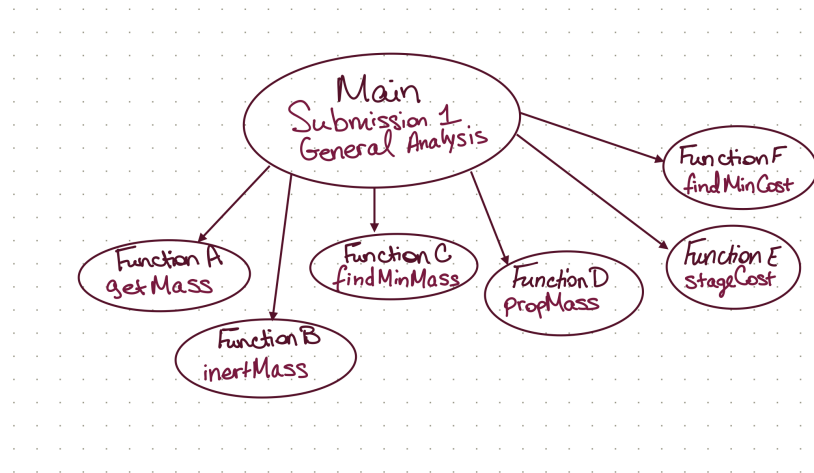 Main
Submission 1
General Analysis
Function A
getMass
Function B
inertMass
Function C
findMinMass
Function D
propMass
Function E
stageCost
Function F
findMinCost